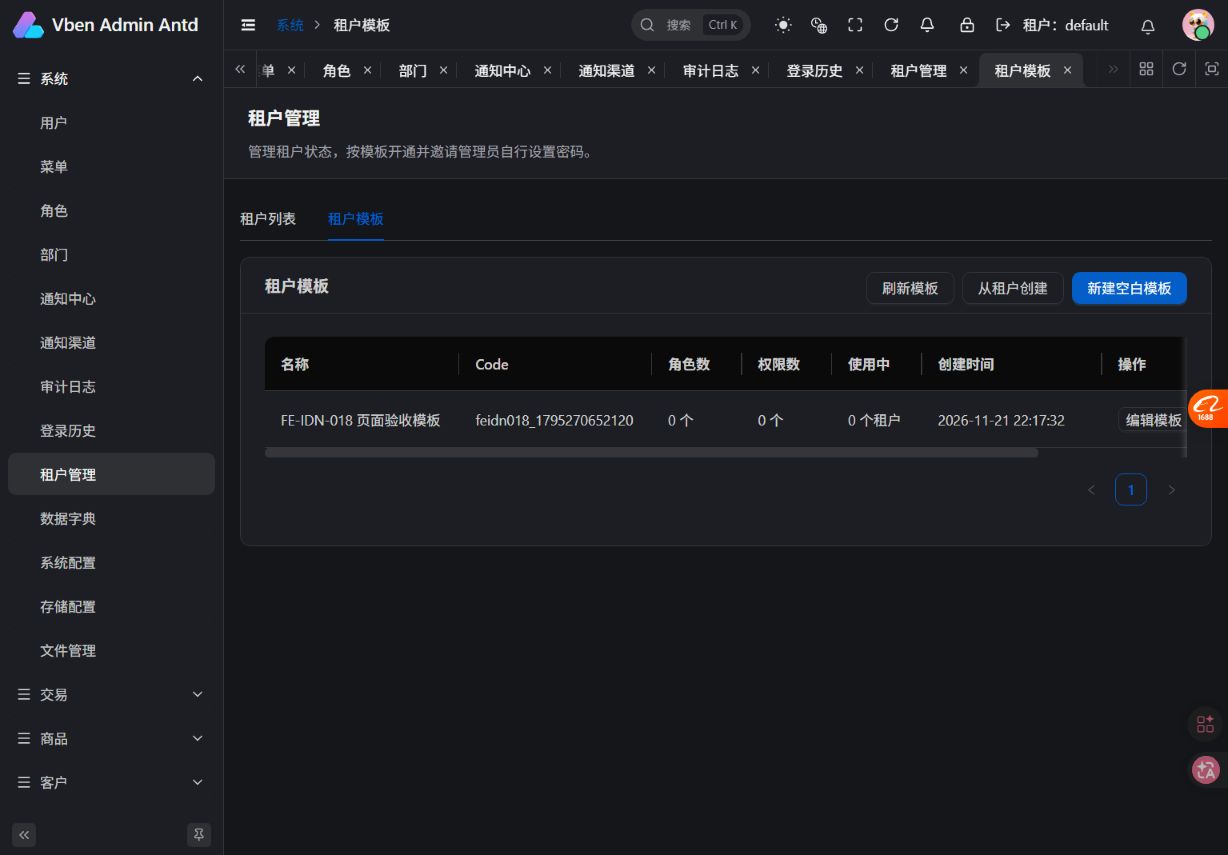 Vben Admin Antd
系统 > 租户模板
搜索 Ctrl K
租户：default
单 × 角色 × 部门 × 通知中心 × 通知渠道 × 审计日志 × 登录历史 × 租户管理 × 租户模板 ×
系统
用户
菜单
角色
部门
通知中心
通知渠道
审计日志
登录历史
租户管理
数据字典
系统配置
存储配置
文件管理
交易
商品
客户
租户管理
管理租户状态，按模板开通并邀请管理员自行设置密码。
租户列表 租户模板
租户模板
刷新模板 从租户创建 新建空白模板
名称 Code 角色数 权限数 使用中 创建时间 操作
FE-IDN-018 页面验收模板 feidn018_1795270652120 0 个 0 个 0 个租户 2026-11-21 22:17:32 编辑模板
< 1 >
1688